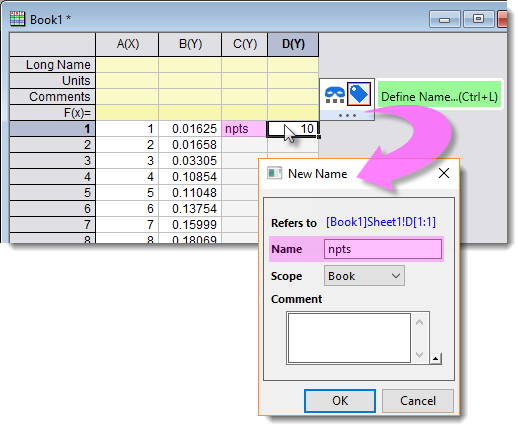 Book1 *
A(X) B(Y) C(Y) D(Y)
Long Name
Units
Comments
F(x)=
1 1 0.01625 npts 10
2 2 0.01658
3 3 0.03305
4 4 0.10854
5 5 0.11048
6 6 0.13754
7 7 0.15999
8 8 0.18069
Define Name...(Ctrl+L)
New Name
Refers to [Book1]Sheet1!D[1:1]
Name npts
Scope Book
Comment
OK Cancel